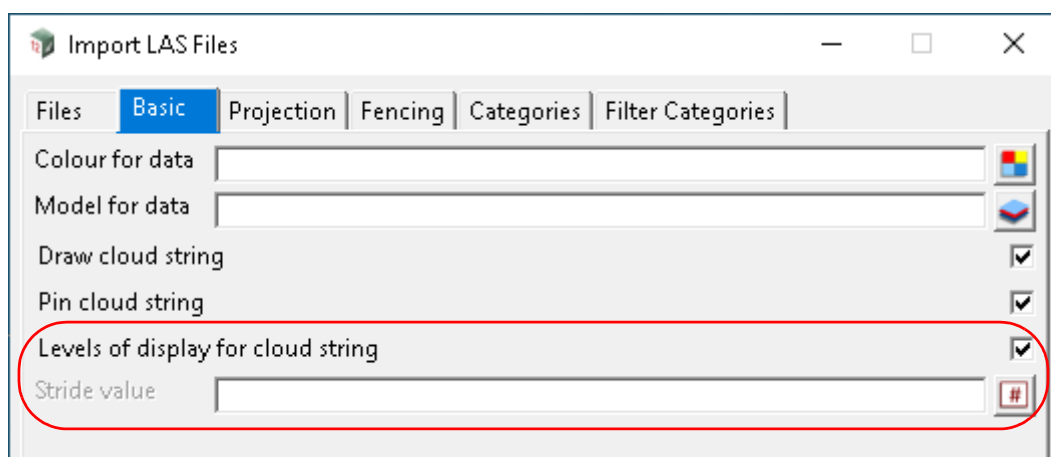 Import LAS Files
Files Basic Projection Fencing Categories Filter Categories
Colour for data
Model for data
Draw cloud string
Pin cloud string
Levels of display for cloud string
Stride value #